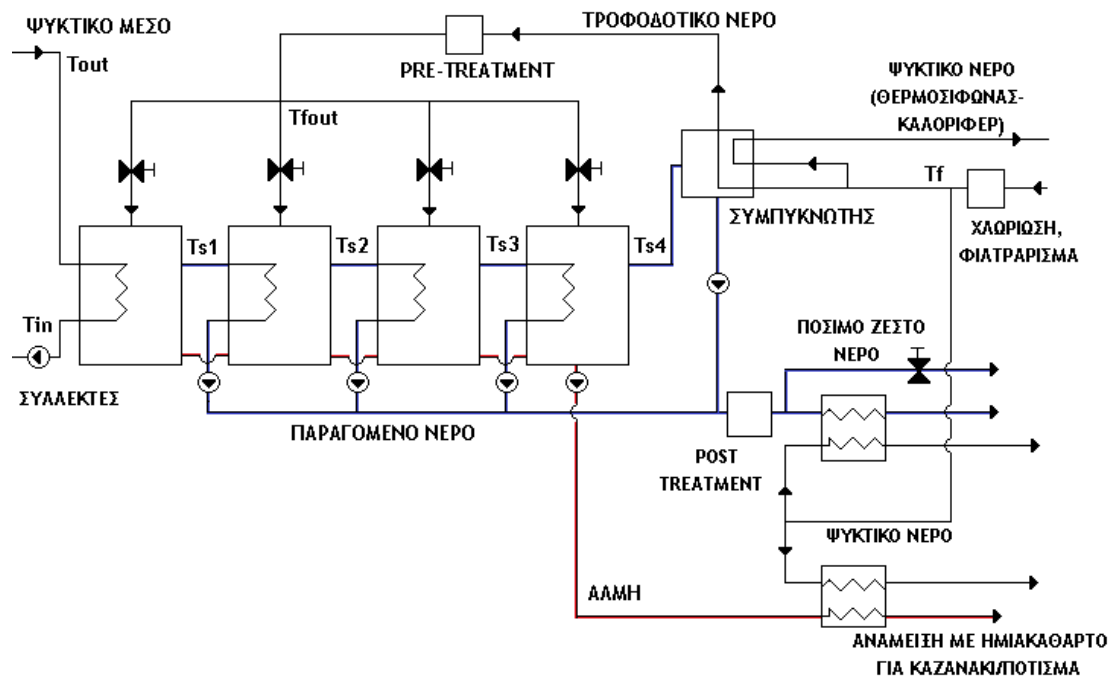 ΨΥΚΤΙΚΟ ΜΕΣΟ
Tout
ΤΡΟΦΟΔΟΤΙΚΟ ΝΕΡΟ
PRE-TREATMENT
Tfout
ΨΥΚΤΙΚΟ ΝΕΡΟ
(ΘΕΡΜΟΣΙΦΩΝΑΣ-
ΚΑΛΟΡΙΦΕΡ)
Tf
ΣΥΜΠΥΚΝΩΤΗΣ
ΧΛΩΡΙΩΣΗ,
ΦΙΛΤΡΑΡΙΣΜΑ
Ts1
Ts2
Ts3
Ts4
Tin
ΣΥΛΛΕΚΤΕΣ
ΠΟΣΙΜΟ ΖΕΣΤΟ
ΝΕΡΟ
ΠΑΡΑΓΟΜΕΝΟ ΝΕΡΟ
POST
TREATMENT
ΨΥΚΤΙΚΟ ΝΕΡΟ
ΑΛΜΗ
ΑΝΑΜΕΙΞΗ ΜΕ ΗΜΙΑΚΑΘΑΡΤΟ
ΓΙΑ ΚΑΖΑΝΑΚΙ/ΠΟΤΙΣΜΑ